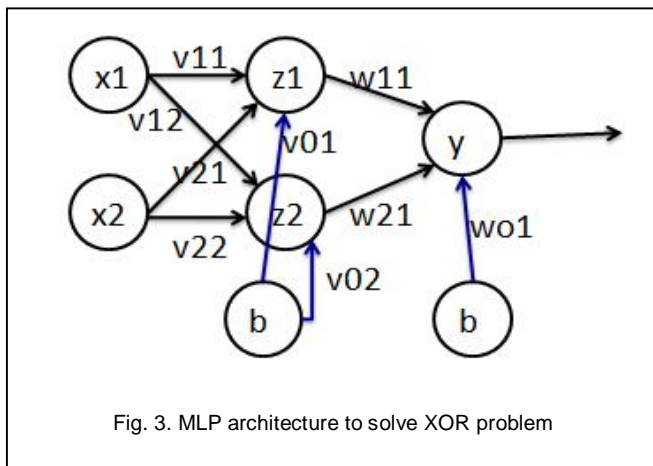 x1
v11
z1
w11
v12
v01
y
v21
x2
z2
w21
wo1
v22
v02
b
b
Fig. 3. MLP architecture to solve XOR problem